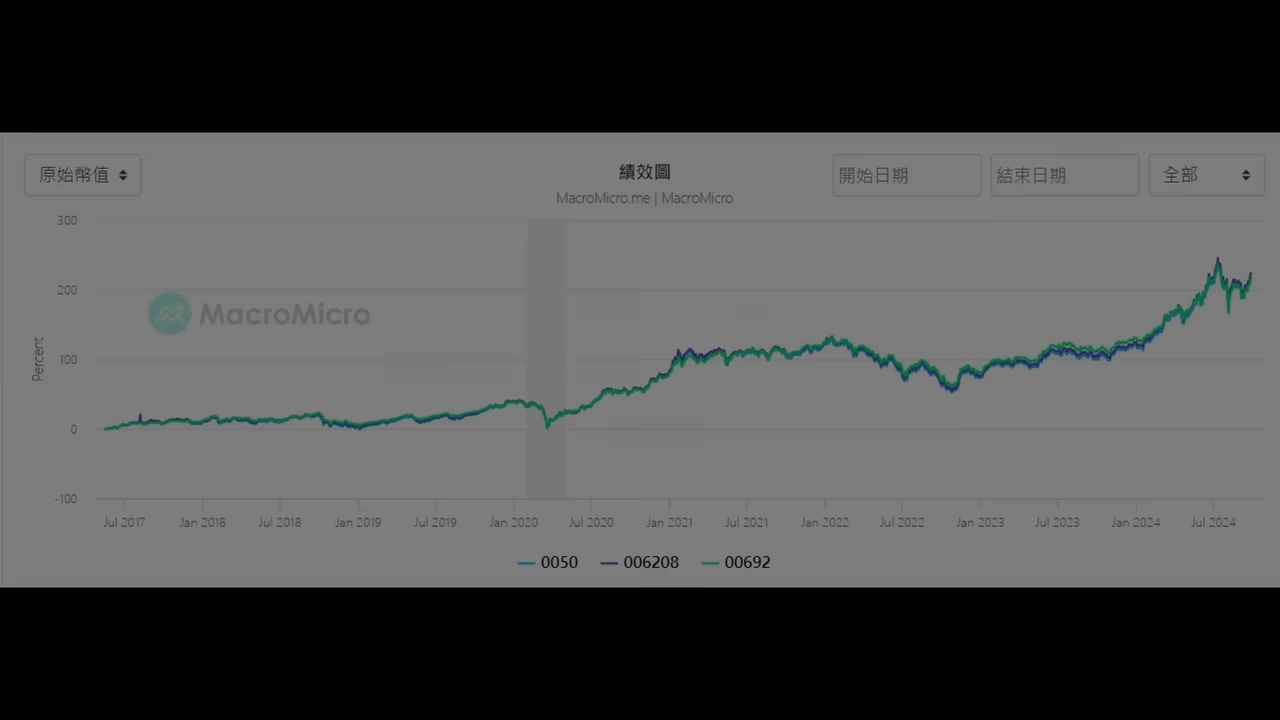 原始幣值
績效圖
開始日期
結束日期
全部
MacroMicro.me | MacroMicro
300
200
100
0
-100
Percent
MacroMicro
Jul 2017 Jan 2018 Jul 2018 Jan 2019 Jul 2019 Jan 2020 Jul 2020 Jan 2021 Jul 2021 Jan 2022 Jul 2022 Jan 2023 Jul 2023 Jan 2024 Jul 2024
0050 006208 00692